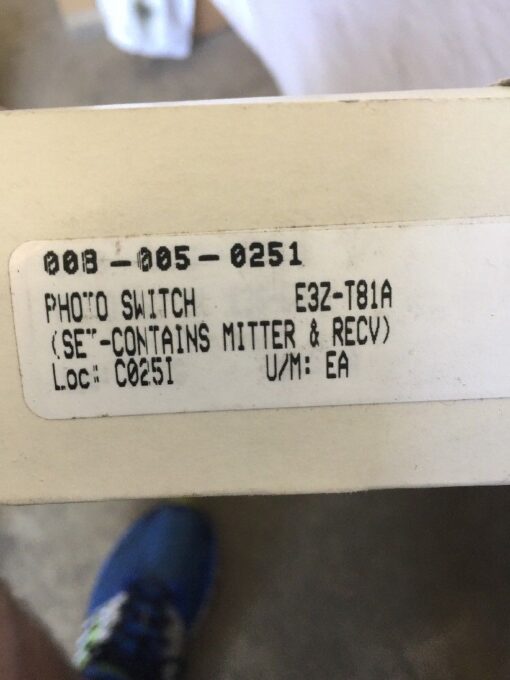 008-005-0251
PHOTO SWITCH E3Z-T81A
(SET-CONTAINS MITTER & RECV)
Loc: C025I U/M: EA